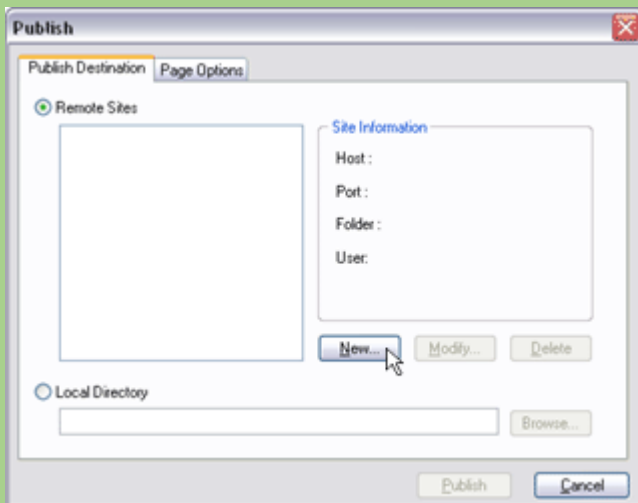 Publish
Publish Destination Page Options
Remote Sites
Site Information
Host :
Port :
Folder :
User:
New... Modify... Delete
Local Directory
Browse...
Publish Cancel